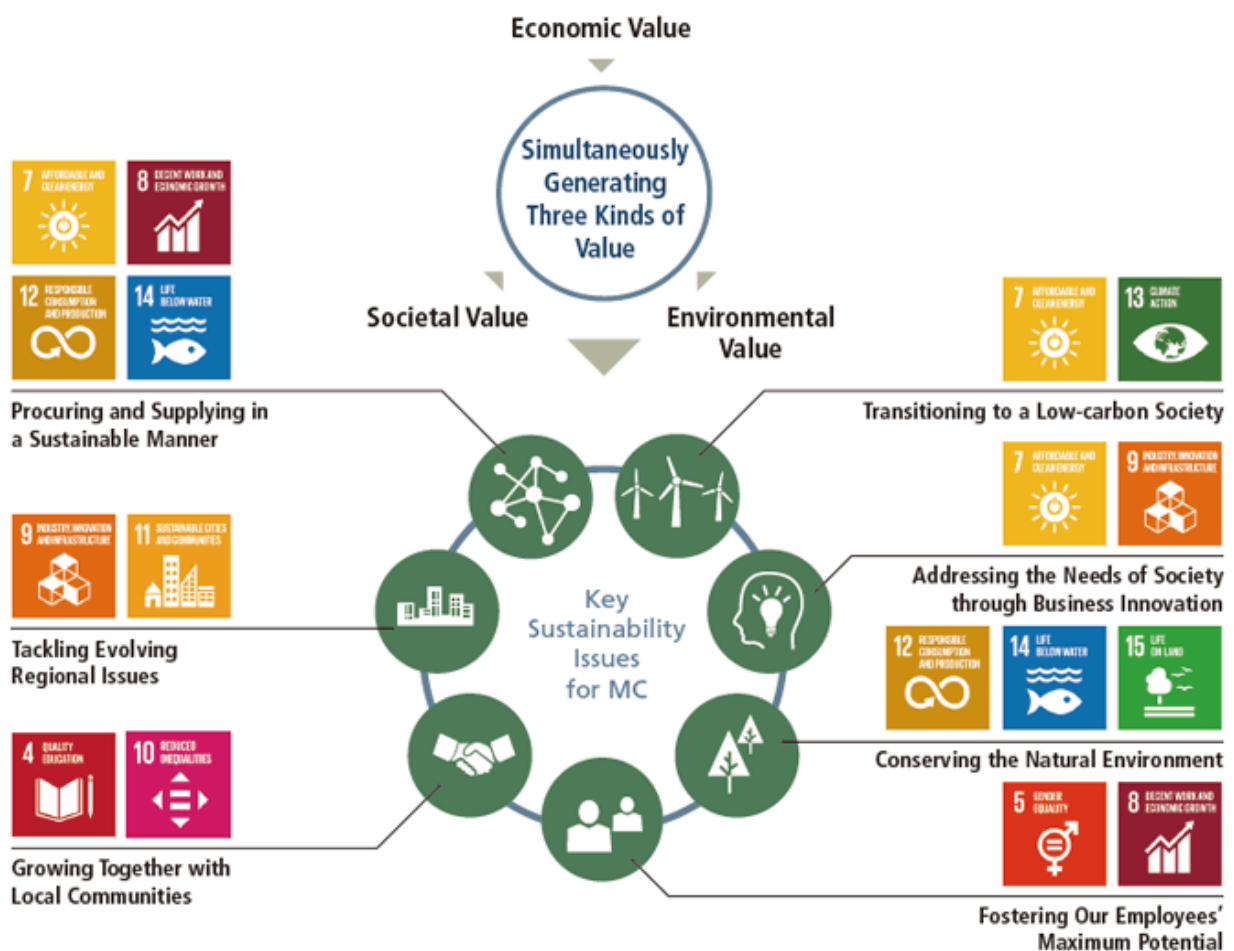 Economic Value
Simultaneously
Generating
Three Kinds of
Value
Societal Value
Environmental
Value
7 AFFORDABLE AND
CLEAN ENERGY
8 DECENT WORK AND
ECONOMIC GROWTH
12 RESPONSIBLE
CONSUMPTION
AND PRODUCTION
14 LIFE
BELOW WATER
Procuring and Supplying in
a Sustainable Manner
9 INDUSTRY, INNOVATION
AND INFRASTRUCTURE
11 SUSTAINABLE CITIES
AND COMMUNITIES
Tackling Evolving
Regional Issues
4 QUALITY
EDUCATION
10 REDUCED
INEQUALITIES
Growing Together with
Local Communities
Key
Sustainability
Issues
for MC
7 AFFORDABLE AND
CLEAN ENERGY
13 CLIMATE
ACTION
Transitioning to a Low-carbon Society
7 AFFORDABLE AND
CLEAN ENERGY
9 INDUSTRY, INNOVATION
AND INFRASTRUCTURE
Addressing the Needs of Society
through Business Innovation
12 RESPONSIBLE
CONSUMPTION
AND PRODUCTION
14 LIFE
BELOW WATER
15 LIFE
ON LAND
Conserving the Natural Environment
5 GENDER
EQUALITY
8 DECENT WORK AND
ECONOMIC GROWTH
Fostering Our Employees'
Maximum Potential